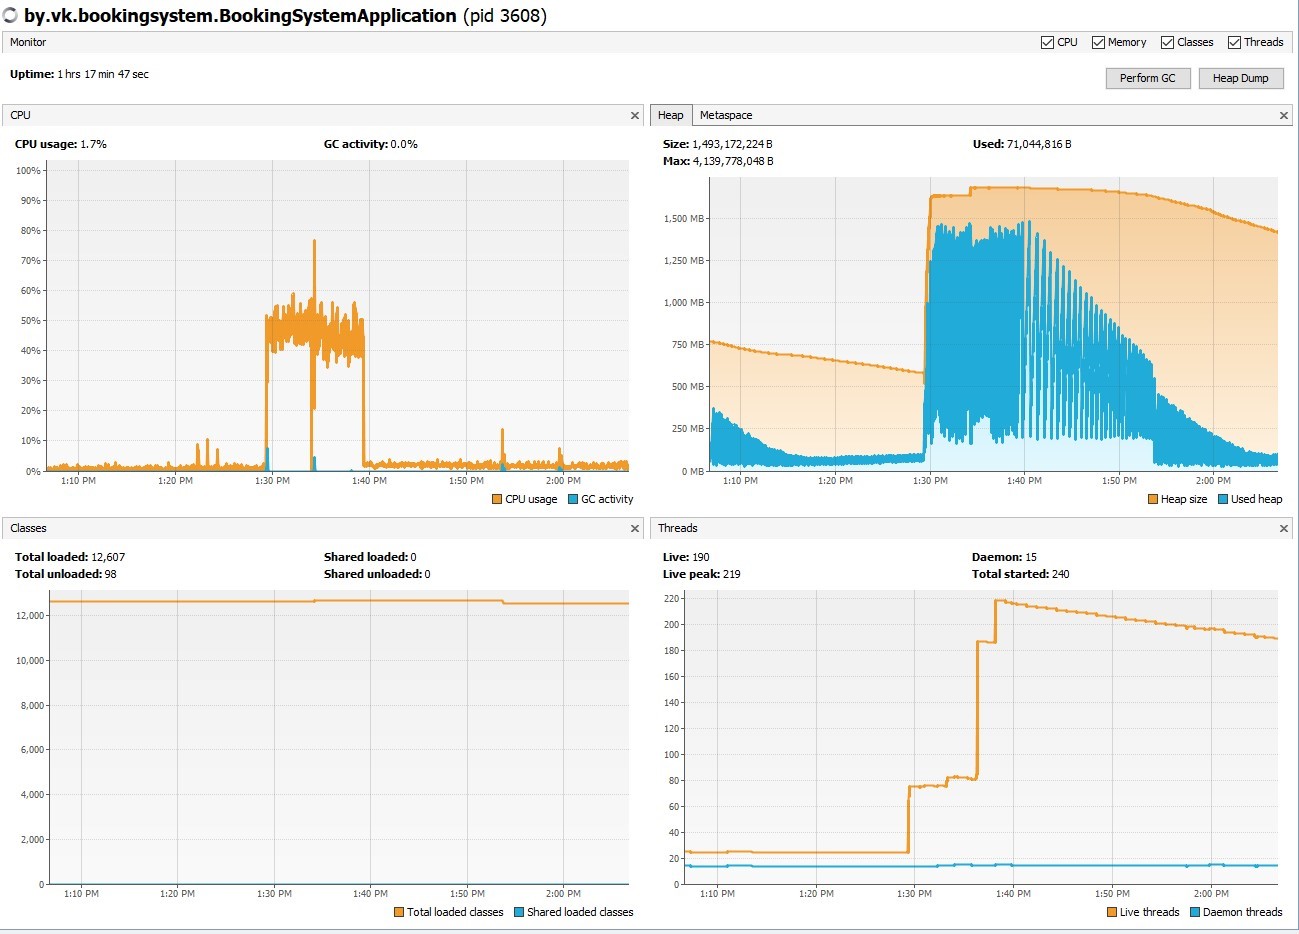 by.vk.bookingsystem.BookingSystemApplication (pid 3608)
Monitor
CPU Memory Classes Threads
Uptime: 1 hrs 17 min 47 sec
Perform GC Heap Dump
CPU
CPU usage: 1.7% GC activity: 0.0%
100%
90%
80%
70%
60%
50%
40%
30%
20%
10%
0%
1:10 PM 1:20 PM 1:30 PM 1:40 PM 1:50 PM 2:00 PM
CPU usage GC activity
Heap Metaspace
Size: 1,493,172,224 B Used: 71,044,816 B
Max: 4,139,778,048 B
1,500 MB
1,250 MB
1,000 MB
750 MB
500 MB
250 MB
0 MB
1:10 PM 1:20 PM 1:30 PM 1:40 PM 1:50 PM 2:00 PM
Heap size Used heap
Classes
Total loaded: 12,607 Shared loaded: 0
Total unloaded: 98 Shared unloaded: 0
12,000
10,000
8,000
6,000
4,000
2,000
0
1:10 PM 1:20 PM 1:30 PM 1:40 PM 1:50 PM 2:00 PM
Total loaded classes Shared loaded classes
Threads
Live: 190 Daemon: 15
Live peak: 219 Total started: 240
220
200
180
160
140
120
100
80
60
40
20
0
1:10 PM 1:20 PM 1:30 PM 1:40 PM 1:50 PM 2:00 PM
Live threads Daemon threads